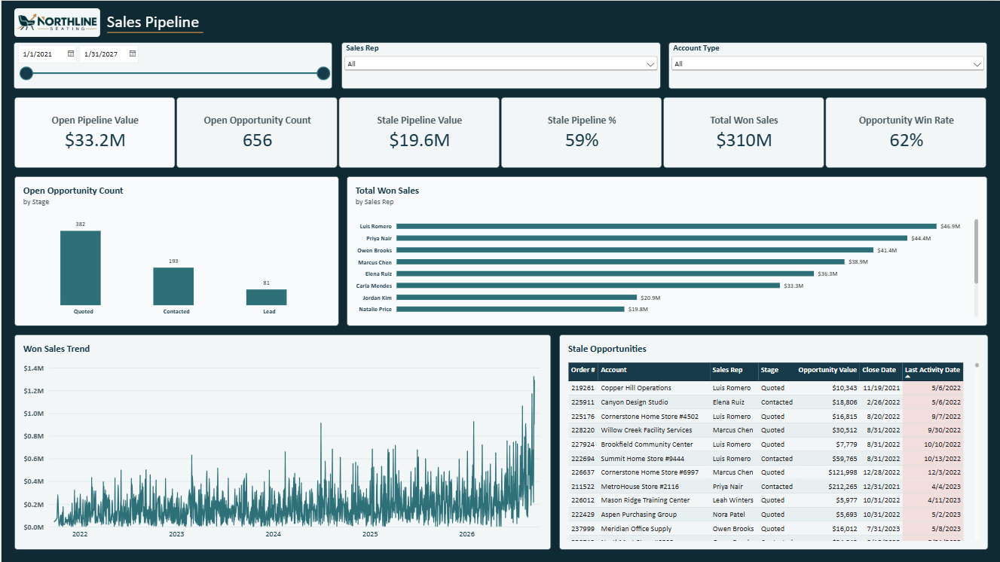 NORTHLINE
SEATING
Sales Pipeline
1/1/2021 1/31/2027
Sales Rep
All
Account Type
All
Open Pipeline Value
$33.2M
Open Opportunity Count
656
Stale Pipeline Value
$19.6M
Stale Pipeline %
59%
Total Won Sales
$310M
Opportunity Win Rate
62%
Open Opportunity Count
by Stage
382
193
81
Quoted Contacted Lead
Total Won Sales
by Sales Rep
Luis Romero $46.9M
Priya Nair $44.4M
Owen Brooks $41.4M
Marcus Chen $38.9M
Elena Ruiz $36.3M
Carla Mendes $33.3M
Jordan Kim $20.9M
Natalie Price $19.8M
Won Sales Trend
$1.4M
$1.2M
$1.0M
$0.8M
$0.6M
$0.4M
$0.2M
$0.0M
2022 2023 2024 2025 2026
Stale Opportunities
Order # Account Sales Rep Stage Opportunity Value Close Date Last Activity Date
219261 Copper Hill Operations Luis Romero Quoted $10,343 11/19/2021 5/6/2022
225911 Canyon Design Studio Elena Ruiz Contacted $18,806 2/26/2022 5/6/2022
225176 Cornerstone Home Store #4502 Luis Romero Quoted $16,815 8/20/2022 9/7/2022
228220 Willow Creek Facility Services Marcus Chen Quoted $30,512 8/31/2022 9/30/2022
227924 Brookfield Community Center Luis Romero Quoted $7,779 8/31/2022 10/10/2022
222694 Summit Home Store #9444 Luis Romero Contacted $59,765 8/31/2022 10/13/2022
226637 Cornerstone Home Store #6997 Marcus Chen Quoted $121,998 12/28/2022 12/3/2022
211522 MetroHouse Store #2116 Priya Nair Contacted $212,265 12/31/2021 4/4/2023
226012 Mason Ridge Training Center Leah Winters Quoted $5,977 10/31/2022 4/11/2023
222429 Aspen Purchasing Group Nora Patel Quoted $5,693 10/31/2022 5/2/2023
237999 Meridian Office Supply Owen Brooks Quoted $16,012 7/31/2023 5/8/2023